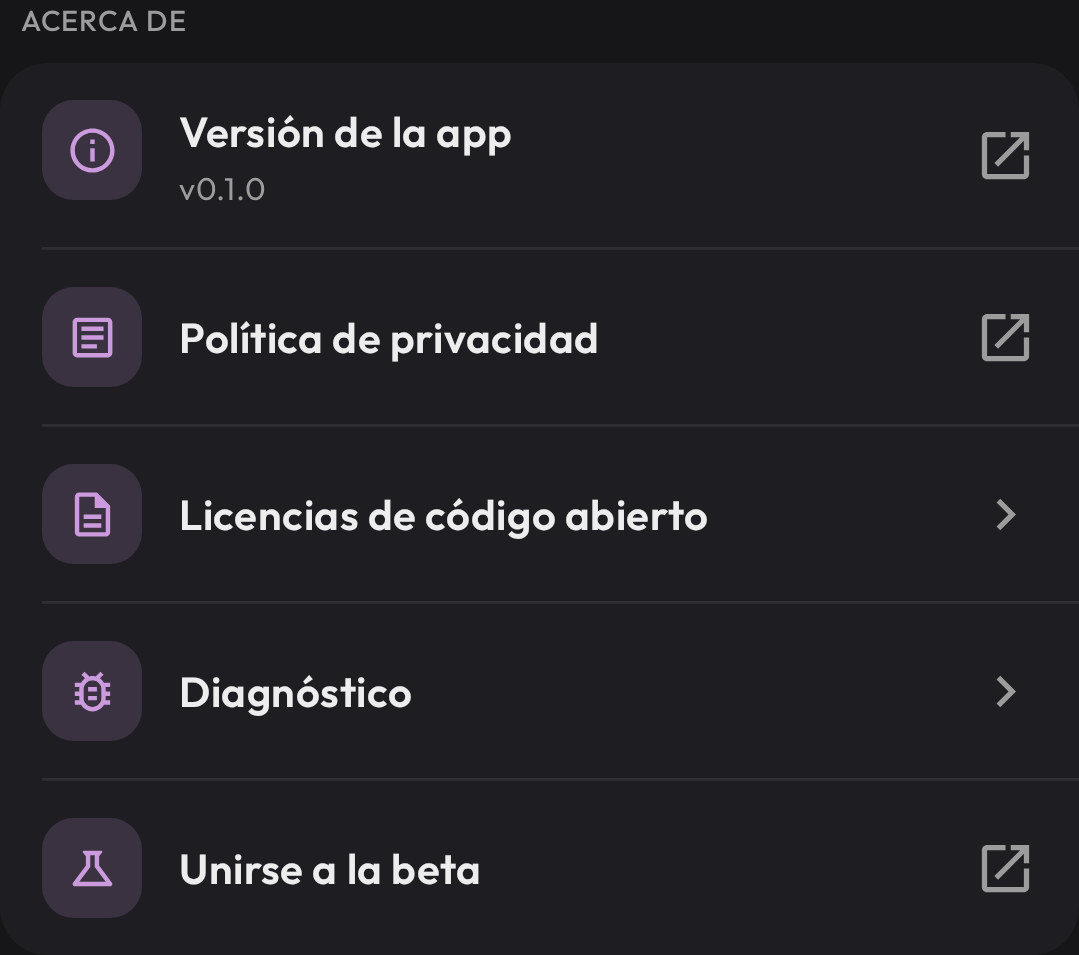 ACERCA DE
Versión de la app
v0.1.0
Política de privacidad
Licencias de código abierto
Diagnóstico
Unirse a la beta